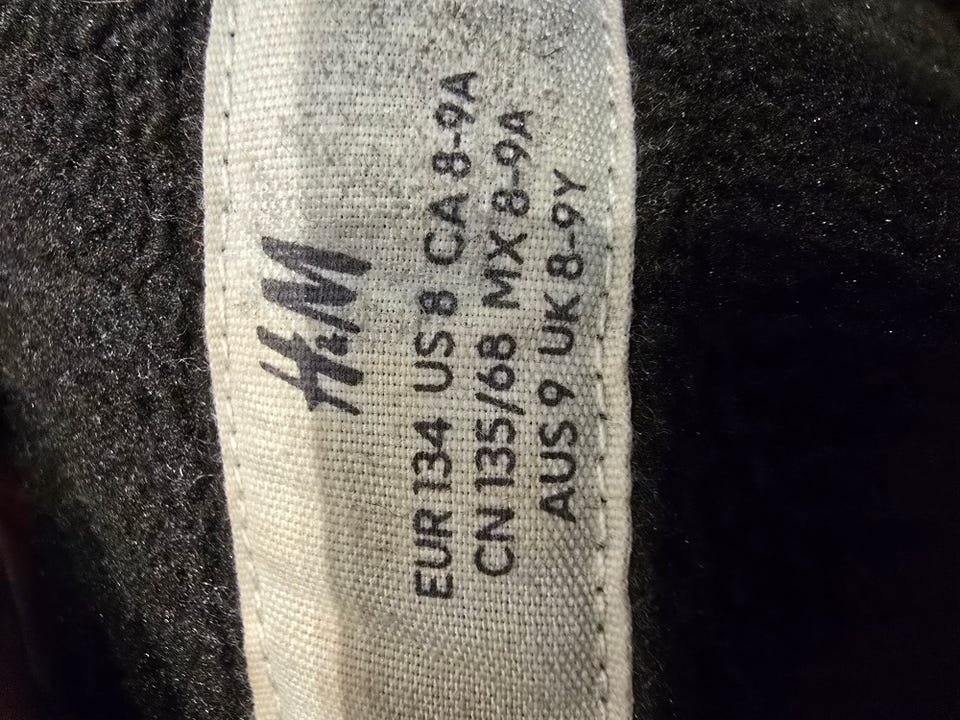 H&M
EUR 134 US 8 CA 8-9A
CN 135/68 MX 8-9A
AUS 9 UK 8-9Y